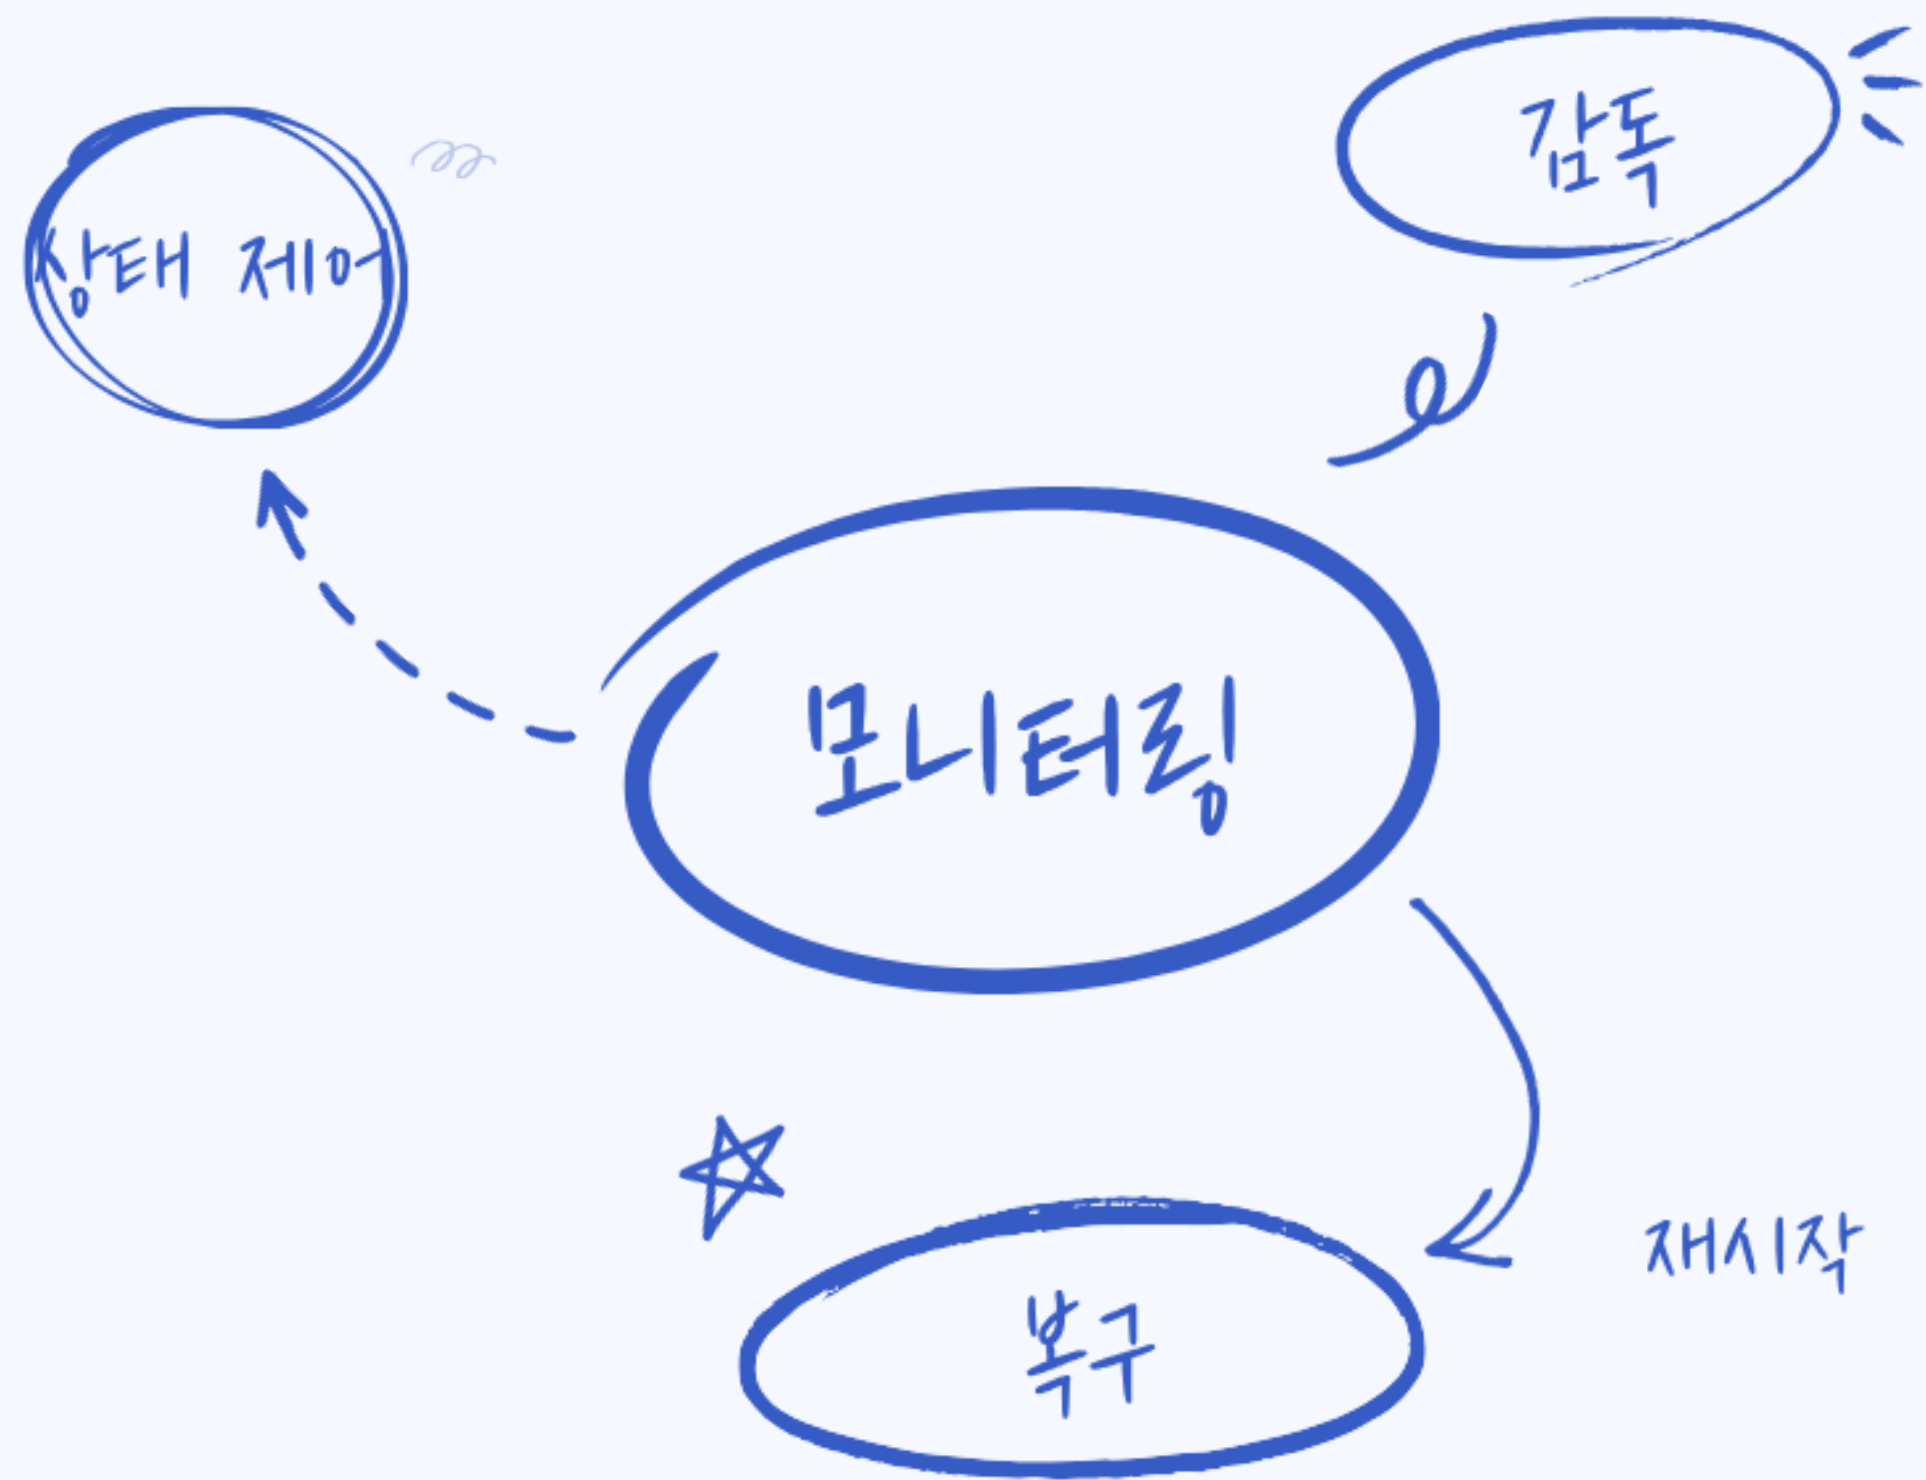 감독
상태 제어
모니터링
재시작
복구